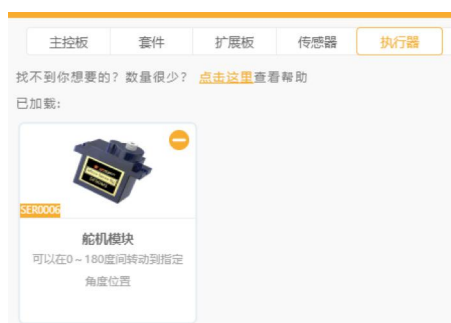 主控板 套件 扩展板 传感器 执行器
找不到你想要的？数量很少？ 点击这里查看帮助
已加载:
SER0006
舵机模块
可以在0~180度间转动到指定
角度位置